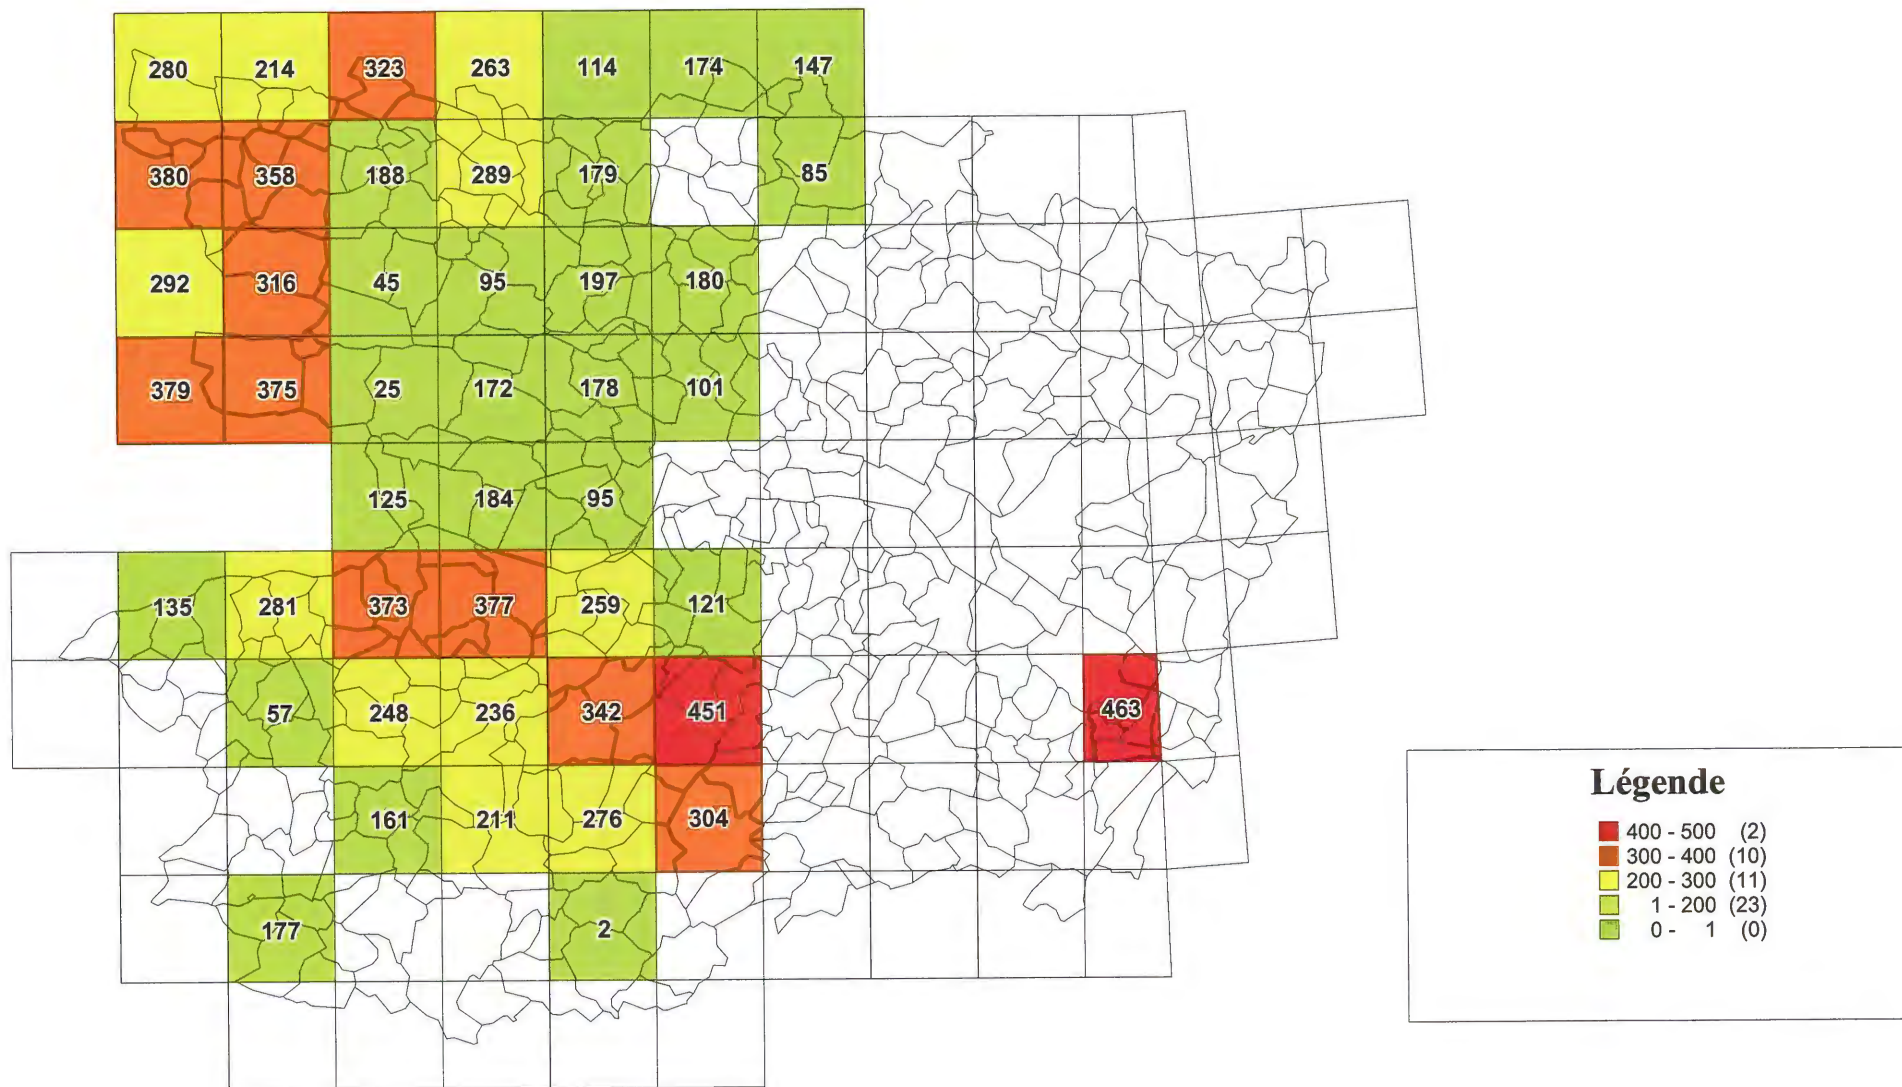 280 214 323 263 114 174 147
380 358 188 289 179 85
292 316 45 95 197 180
379 375 25 172 178 101
125 184 95
135 281 373 377 259 121
57 248 236 342 451 463
161 211 276 304
177 2
Légende
400 - 500 (2)
300 - 400 (10)
200 - 300 (11)
1 - 200 (23)
0 - 1 (0)